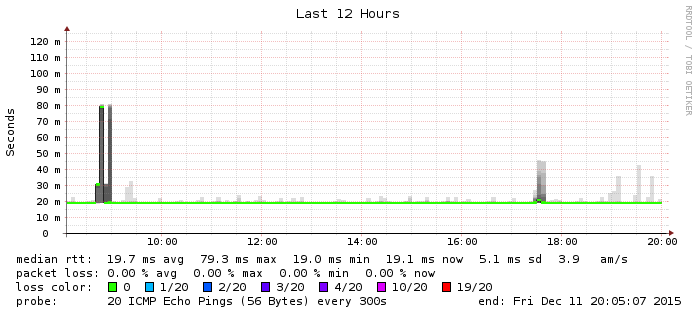 Last 12 Hours
RRDTOOL / TOBI OETIKER
Seconds
120 m
110 m
100 m
90 m
80 m
70 m
60 m
50 m
40 m
30 m
20 m
10 m
0
10:00 12:00 14:00 16:00 18:00 20:00
median rtt: 19.7 ms avg 79.3 ms max 19.0 ms min 19.1 ms now 5.1 ms sd 3.9 am/s
packet loss: 0.00 % avg 0.00 % max 0.00 % min 0.00 % now
loss color: 0 1/20 2/20 3/20 4/20 10/20 19/20
probe: 20 ICMP Echo Pings (56 Bytes) every 300s end: Fri Dec 11 20:05:07 2015